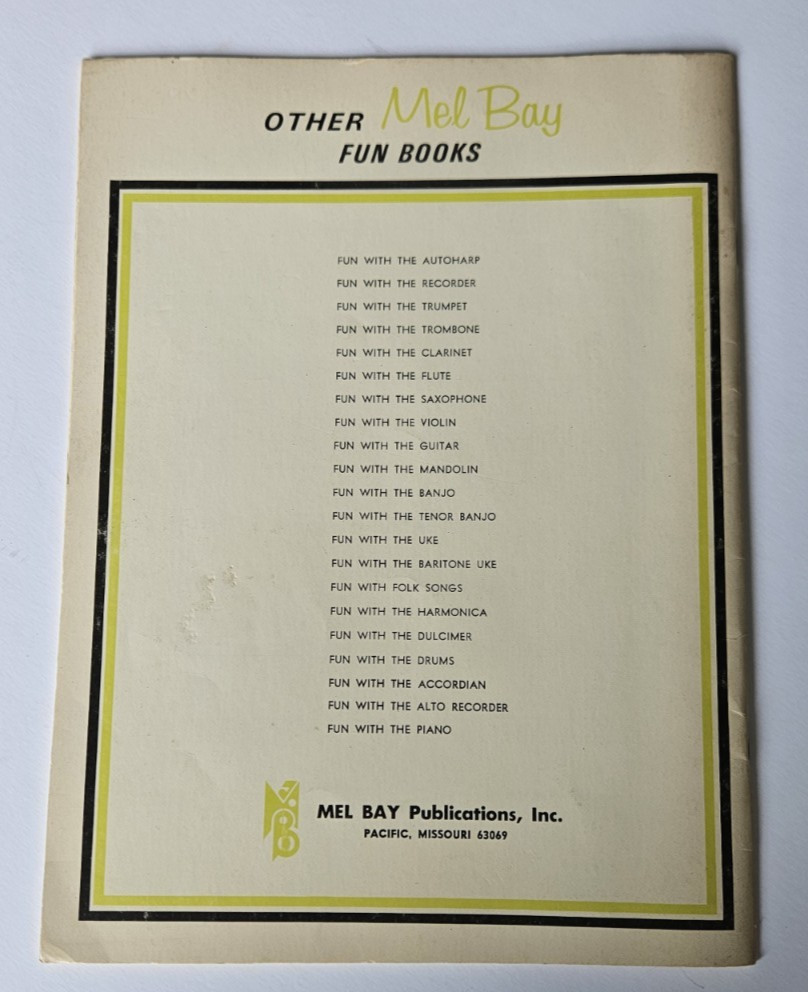 OTHER Mel Bay
FUN BOOKS
FUN WITH THE AUTOHARP
FUN WITH THE RECORDER
FUN WITH THE TRUMPET
FUN WITH THE TROMBONE
FUN WITH THE CLARINET
FUN WITH THE FLUTE
FUN WITH THE SAXOPHONE
FUN WITH THE VIOLIN
FUN WITH THE GUITAR
FUN WITH THE MANDOLIN
FUN WITH THE BANJO
FUN WITH THE TENOR BANJO
FUN WITH THE UKE
FUN WITH THE BARITONE UKE
FUN WITH FOLK SONGS
FUN WITH THE HARMONICA
FUN WITH THE DULCIMER
FUN WITH THE DRUMS
FUN WITH THE ACCORDIAN
FUN WITH THE ALTO RECORDER
FUN WITH THE PIANO
MEL BAY Publications, Inc.
PACIFIC, MISSOURI 63069